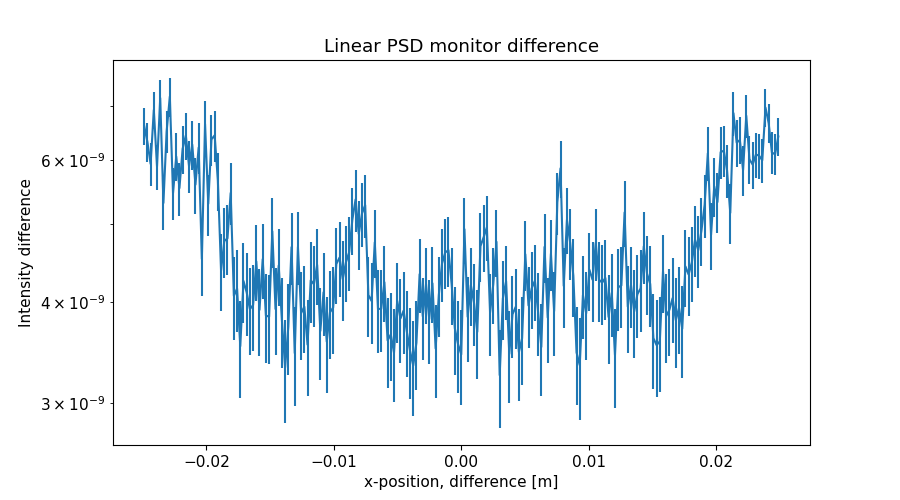 Linear PSD monitor difference
Intensity difference
6 × 10⁻⁹
4 × 10⁻⁹
3 × 10⁻⁹
−0.02 −0.01 0.00 0.01 0.02
x-position, difference [m]